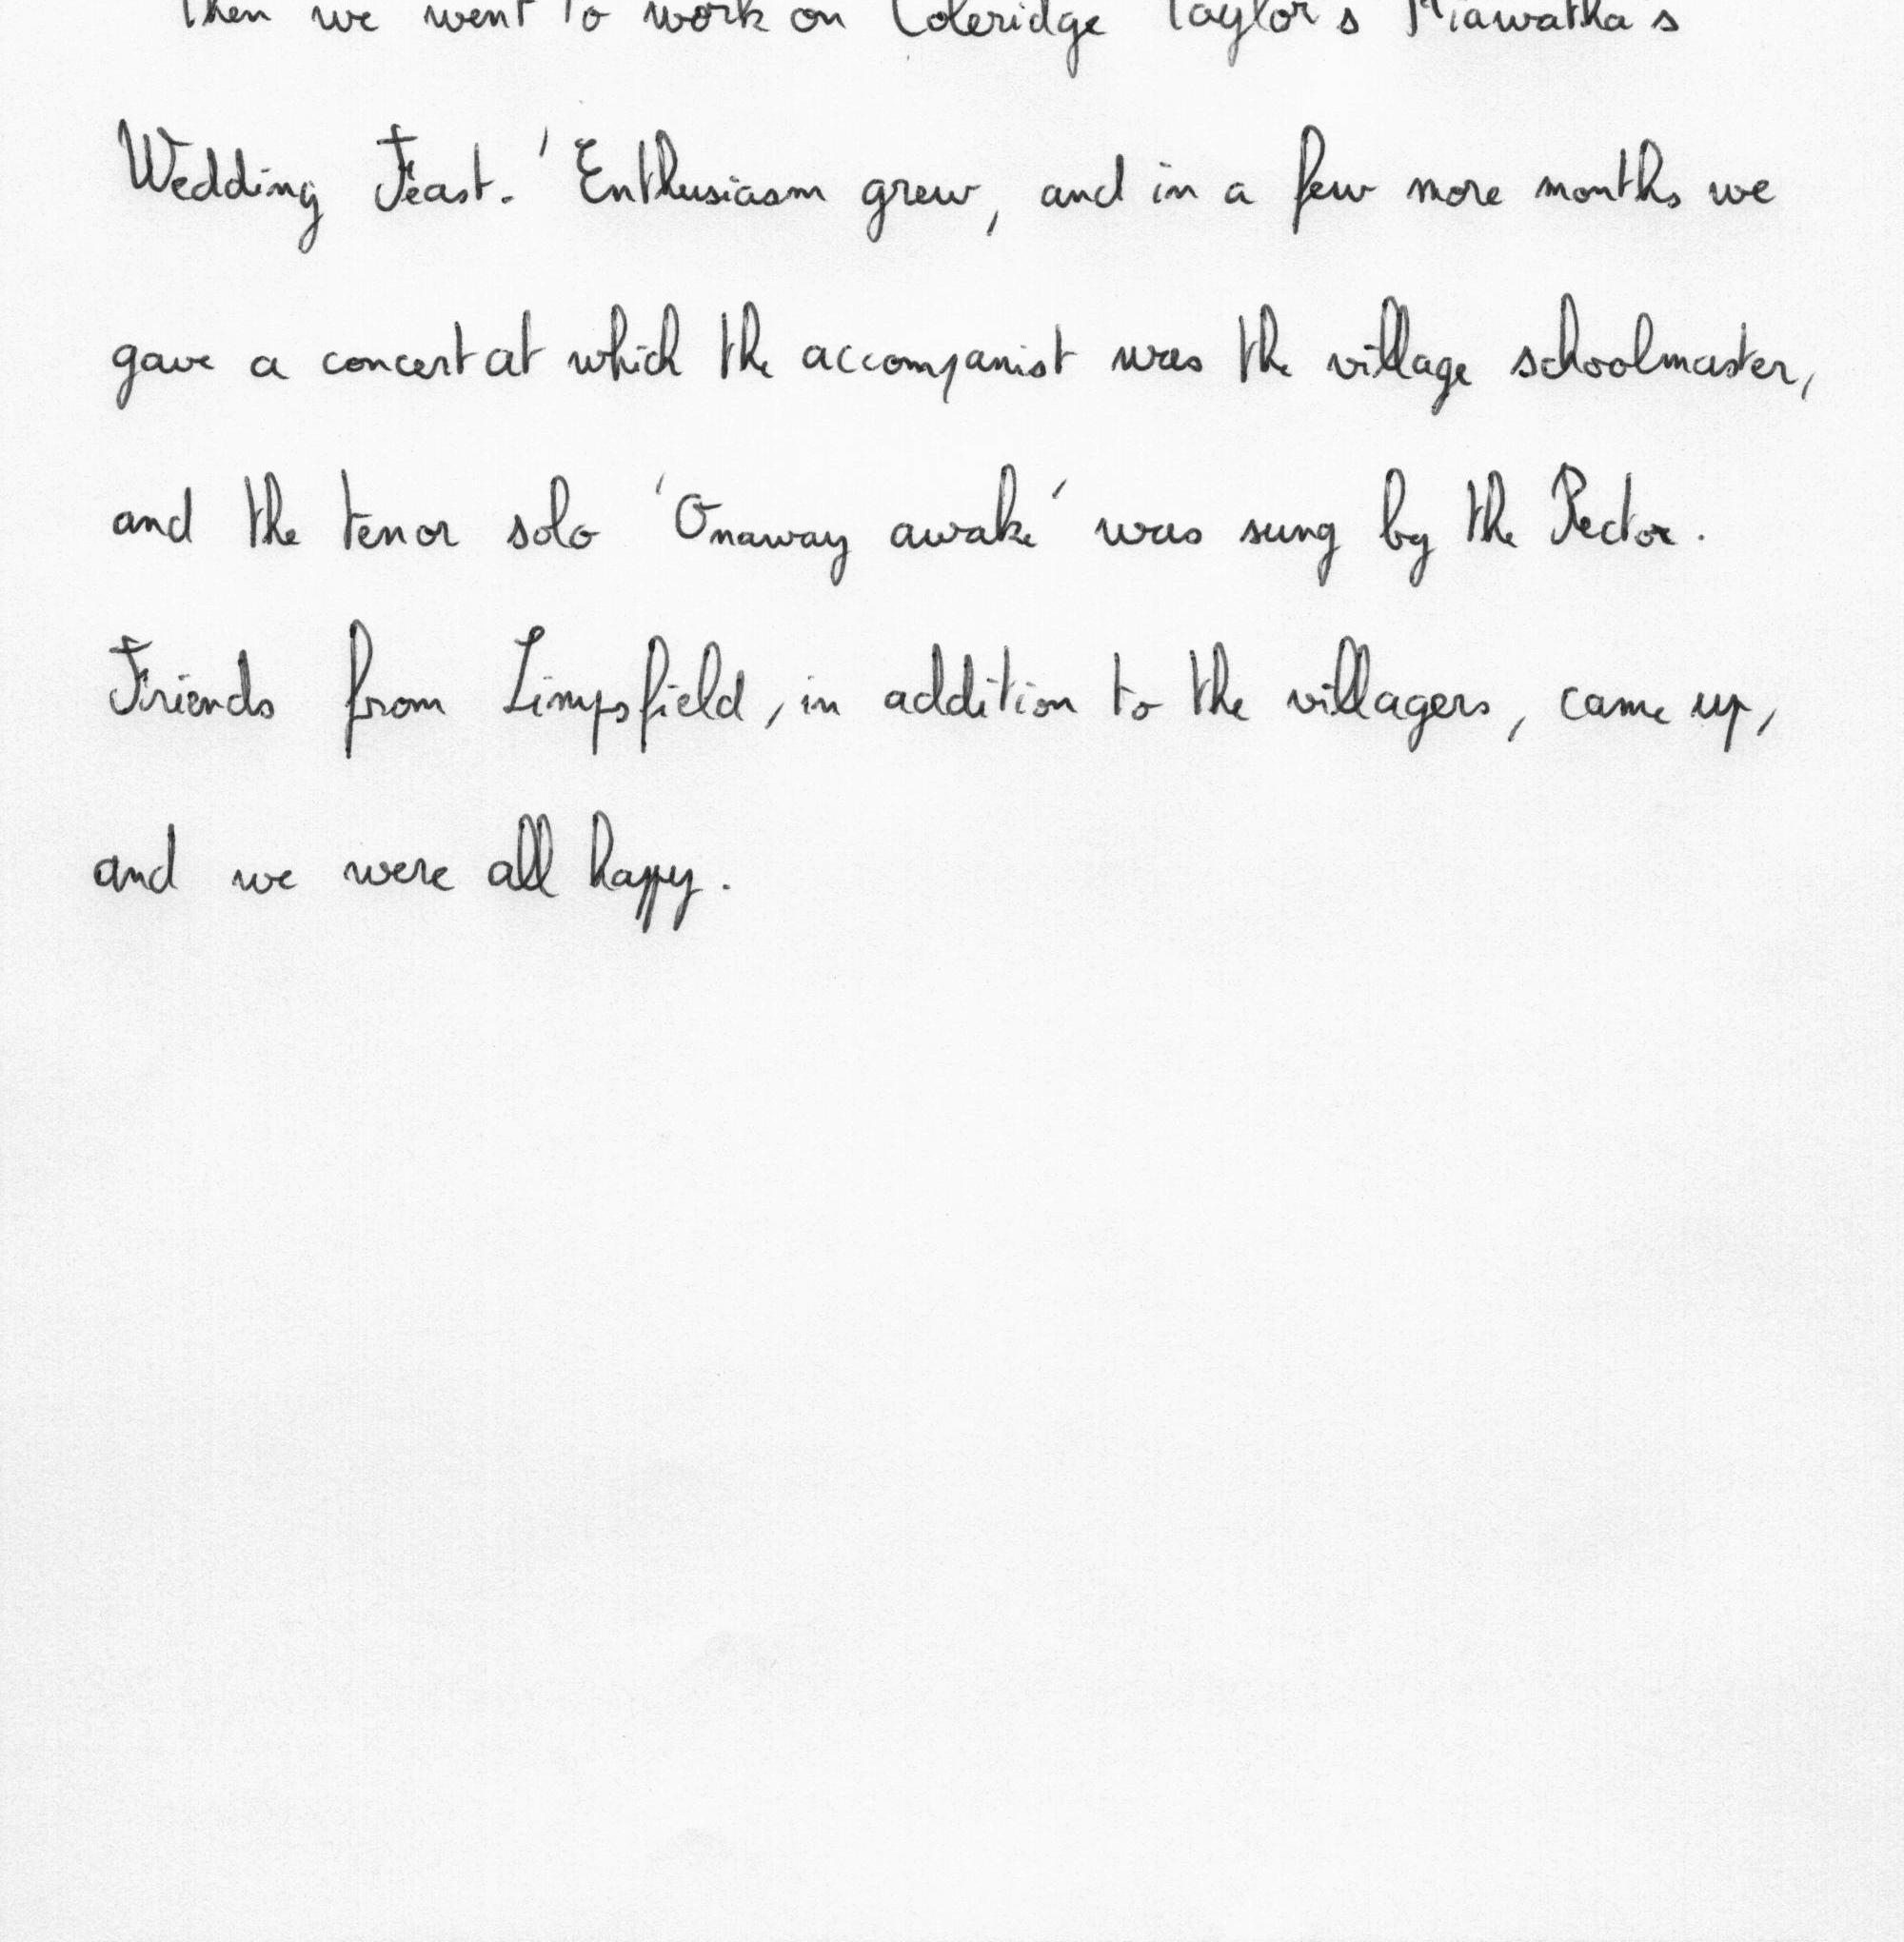 Then we went to work on Coleridge Taylor's Hiawatha's
Wedding Feast.' Enthusiasm grew, and in a few more months we
gave a concert at which the accompanist was the village schoolmaster,
and the tenor solo 'Onaway awake' was sung by the Rector.
Friends from Limpsfield, in addition to the villagers, came up,
and we were all happy.